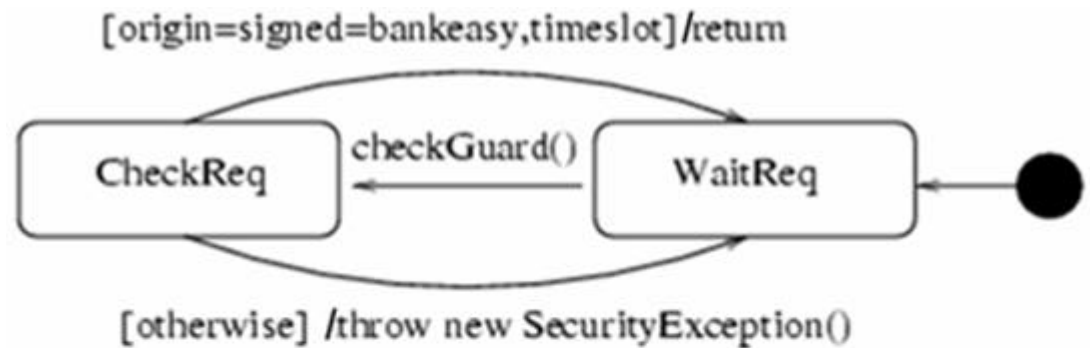 [origin=signed=bankeasy,timeslot]/return
checkGuard()
CheckReq
WaitReq
[otherwise] /throw new SecurityException()